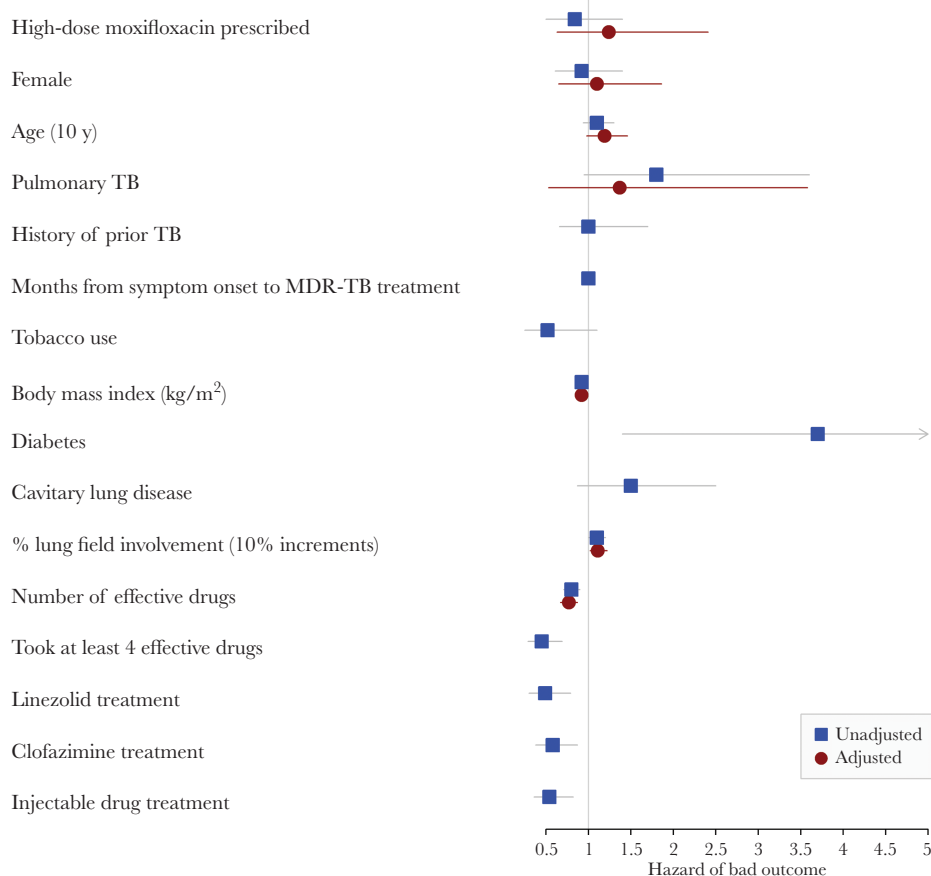 High-dose moxifloxacin prescribed
Female
Age (10 y)
Pulmonary TB
History of prior TB
Months from symptom onset to MDR-TB treatment
Tobacco use
Body mass index (kg/m²)
Diabetes
Cavitary lung disease
% lung field involvement (10% increments)
Number of effective drugs
Took at least 4 effective drugs
Linezolid treatment
Clofazimine treatment
Injectable drug treatment
Unadjusted
Adjusted
0.5 1 1.5 2 2.5 3 3.5 4 4.5 5
Hazard of bad outcome